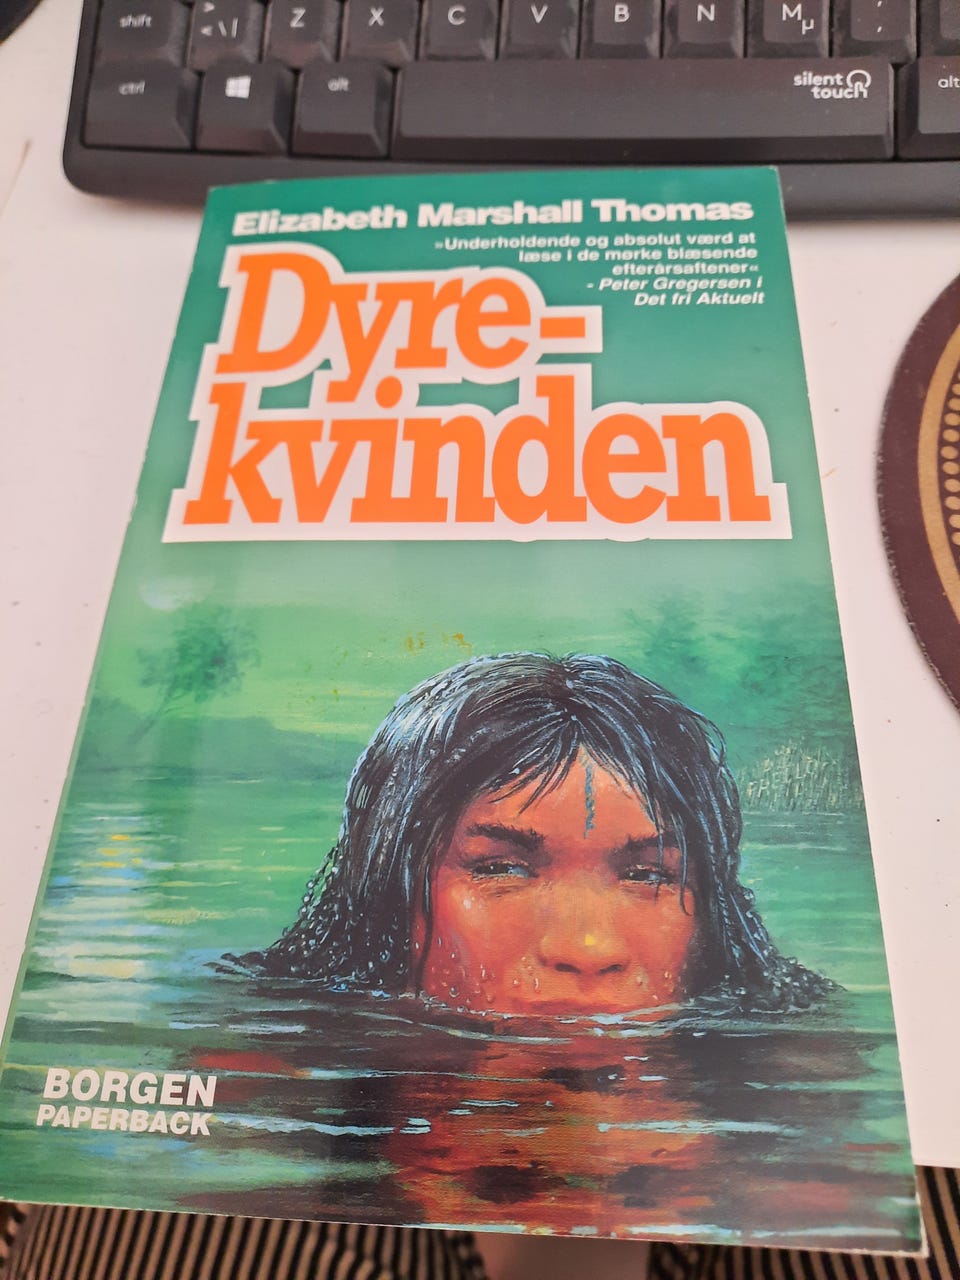 shift
> < \ |
Z
X
C
V
B
N
M µ
; ,
ctrl
alt
silent touch
alt
Elizabeth Marshall Thomas
»Underholdende og absolut værd at
læse i de mørke blæsende
efterårsaftener«
- Peter Gregersen i
Det fri Aktuelt
Dyre-
kvinden
BORGEN
PAPERBACK